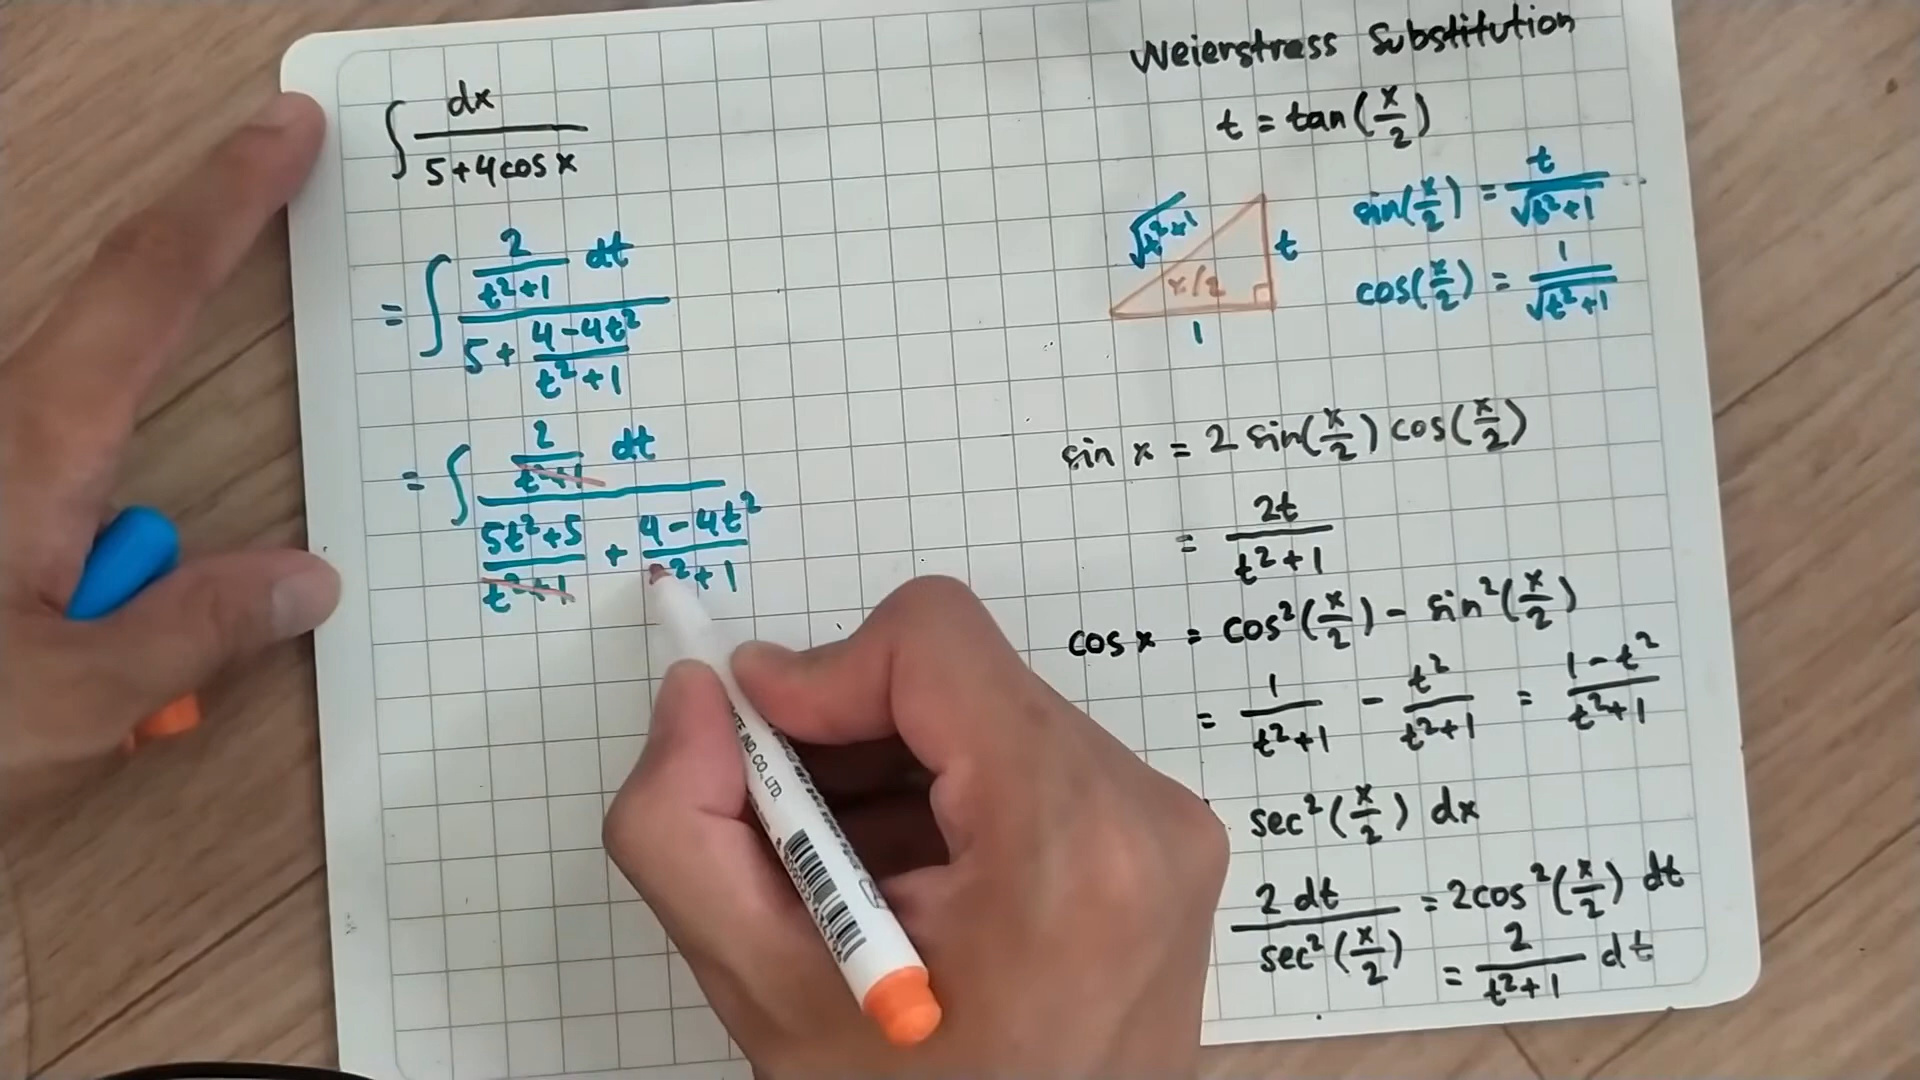 ∫ dx / (5+4cos x)
= ∫ (2/(t²+1) dt) / (5 + (4-4t²)/(t²+1))
= ∫ (2/(t²+1) dt) / ((5t²+5)/(t²+1) + (4-4t²)/(t²+1))
Weierstrass Substitution
t = tan(x/2)
√(t²+1)
x/2
t
1
sin(x/2) = t/√(t²+1)
cos(x/2) = 1/√(t²+1)
sin x = 2 sin(x/2) cos(x/2)
= 2t/(t²+1)
cos x = cos²(x/2) - sin²(x/2)
= 1/(t²+1) - t²/(t²+1) = (1-t²)/(t²+1)
sec²(x/2) dx
2 dt / sec²(x/2) = 2cos²(x/2) dt
= 2/(t²+1) dt
IND. CO., LTD.